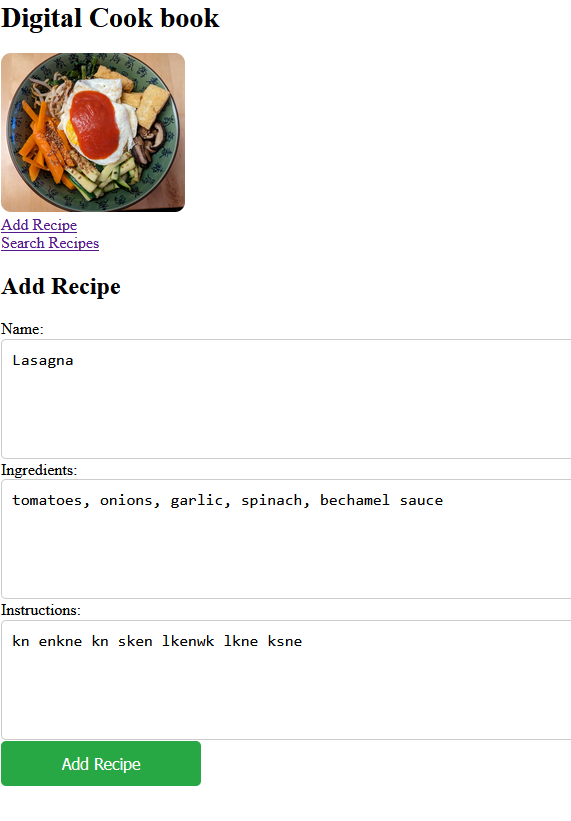 Digital Cook book
Add Recipe
Search Recipes
Add Recipe
Name:
Lasagna
Ingredients:
tomatoes, onions, garlic, spinach, bechamel sauce
Instructions:
kn enkne kn sken lkenwk lkne ksne
Add Recipe